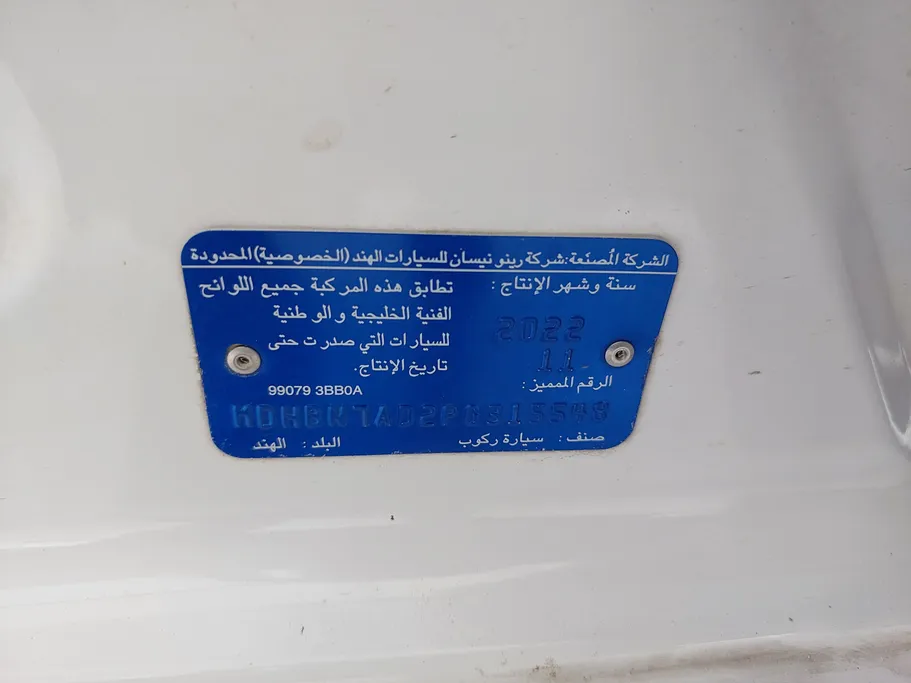 الشركة المُصنعة: شركة رينو نيسان للسيارات الهند (الخصوصية) المحدودة
سنة وشهر الإنتاج :
2022
11
تطابق هذه المركبة جميع اللوائح
الفنية الخليجية والوطنية
للسيارات التي صدرت حتى
تاريخ الإنتاج.
الرقم المميز :
99079 3BB0A
صنف : سيارة ركوب
البلد : الهند